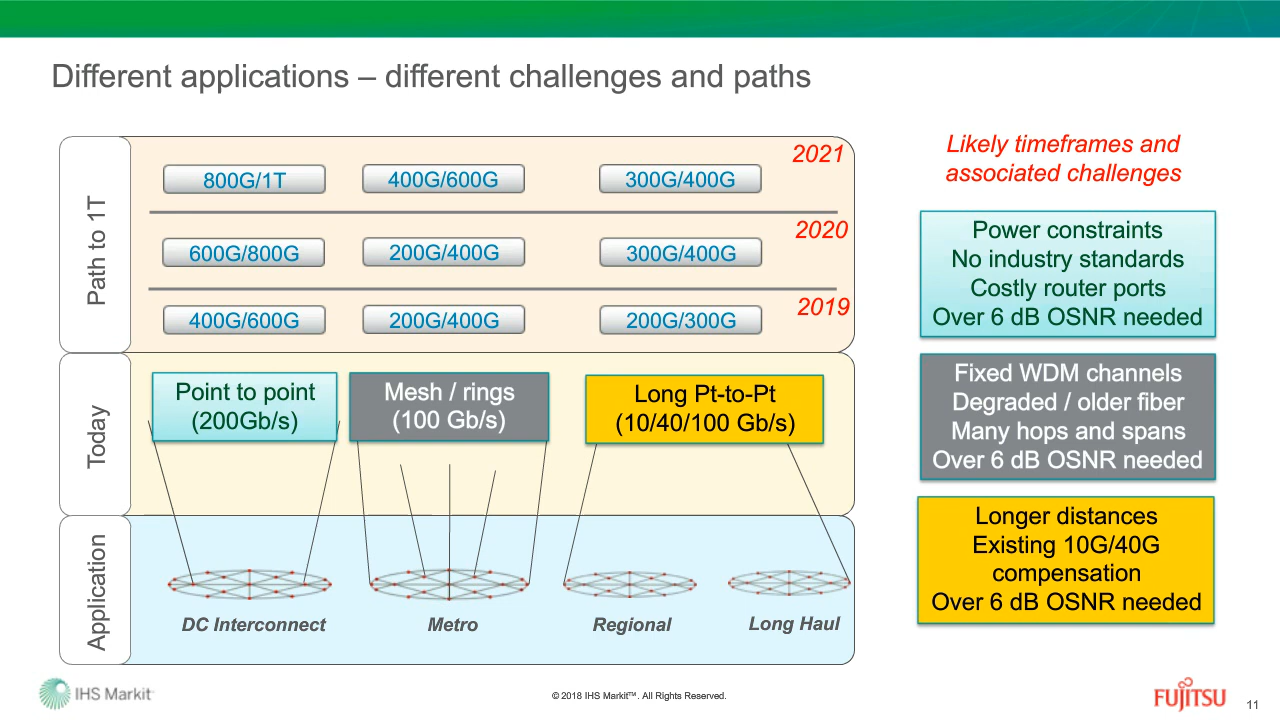 Different applications – different challenges and paths
Path to 1T
2021
800G/1T
400G/600G
300G/400G
2020
600G/800G
200G/400G
300G/400G
2019
400G/600G
200G/400G
200G/300G
Today
Point to point
(200Gb/s)
Mesh / rings
(100 Gb/s)
Long Pt-to-Pt
(10/40/100 Gb/s)
Application
DC Interconnect
Metro
Regional
Long Haul
Likely timeframes and
associated challenges
Power constraints
No industry standards
Costly router ports
Over 6 dB OSNR needed
Fixed WDM channels
Degraded / older fiber
Many hops and spans
Over 6 dB OSNR needed
Longer distances
Existing 10G/40G
compensation
Over 6 dB OSNR needed
IHS Markit
© 2018 IHS Markit™. All Rights Reserved.
FUJITSU
11